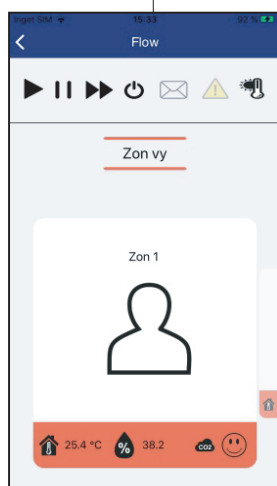 Inget SIM 15:33 92 %
Flow
Zon vy
Zon 1
25.4 °C % 38.2 CO2